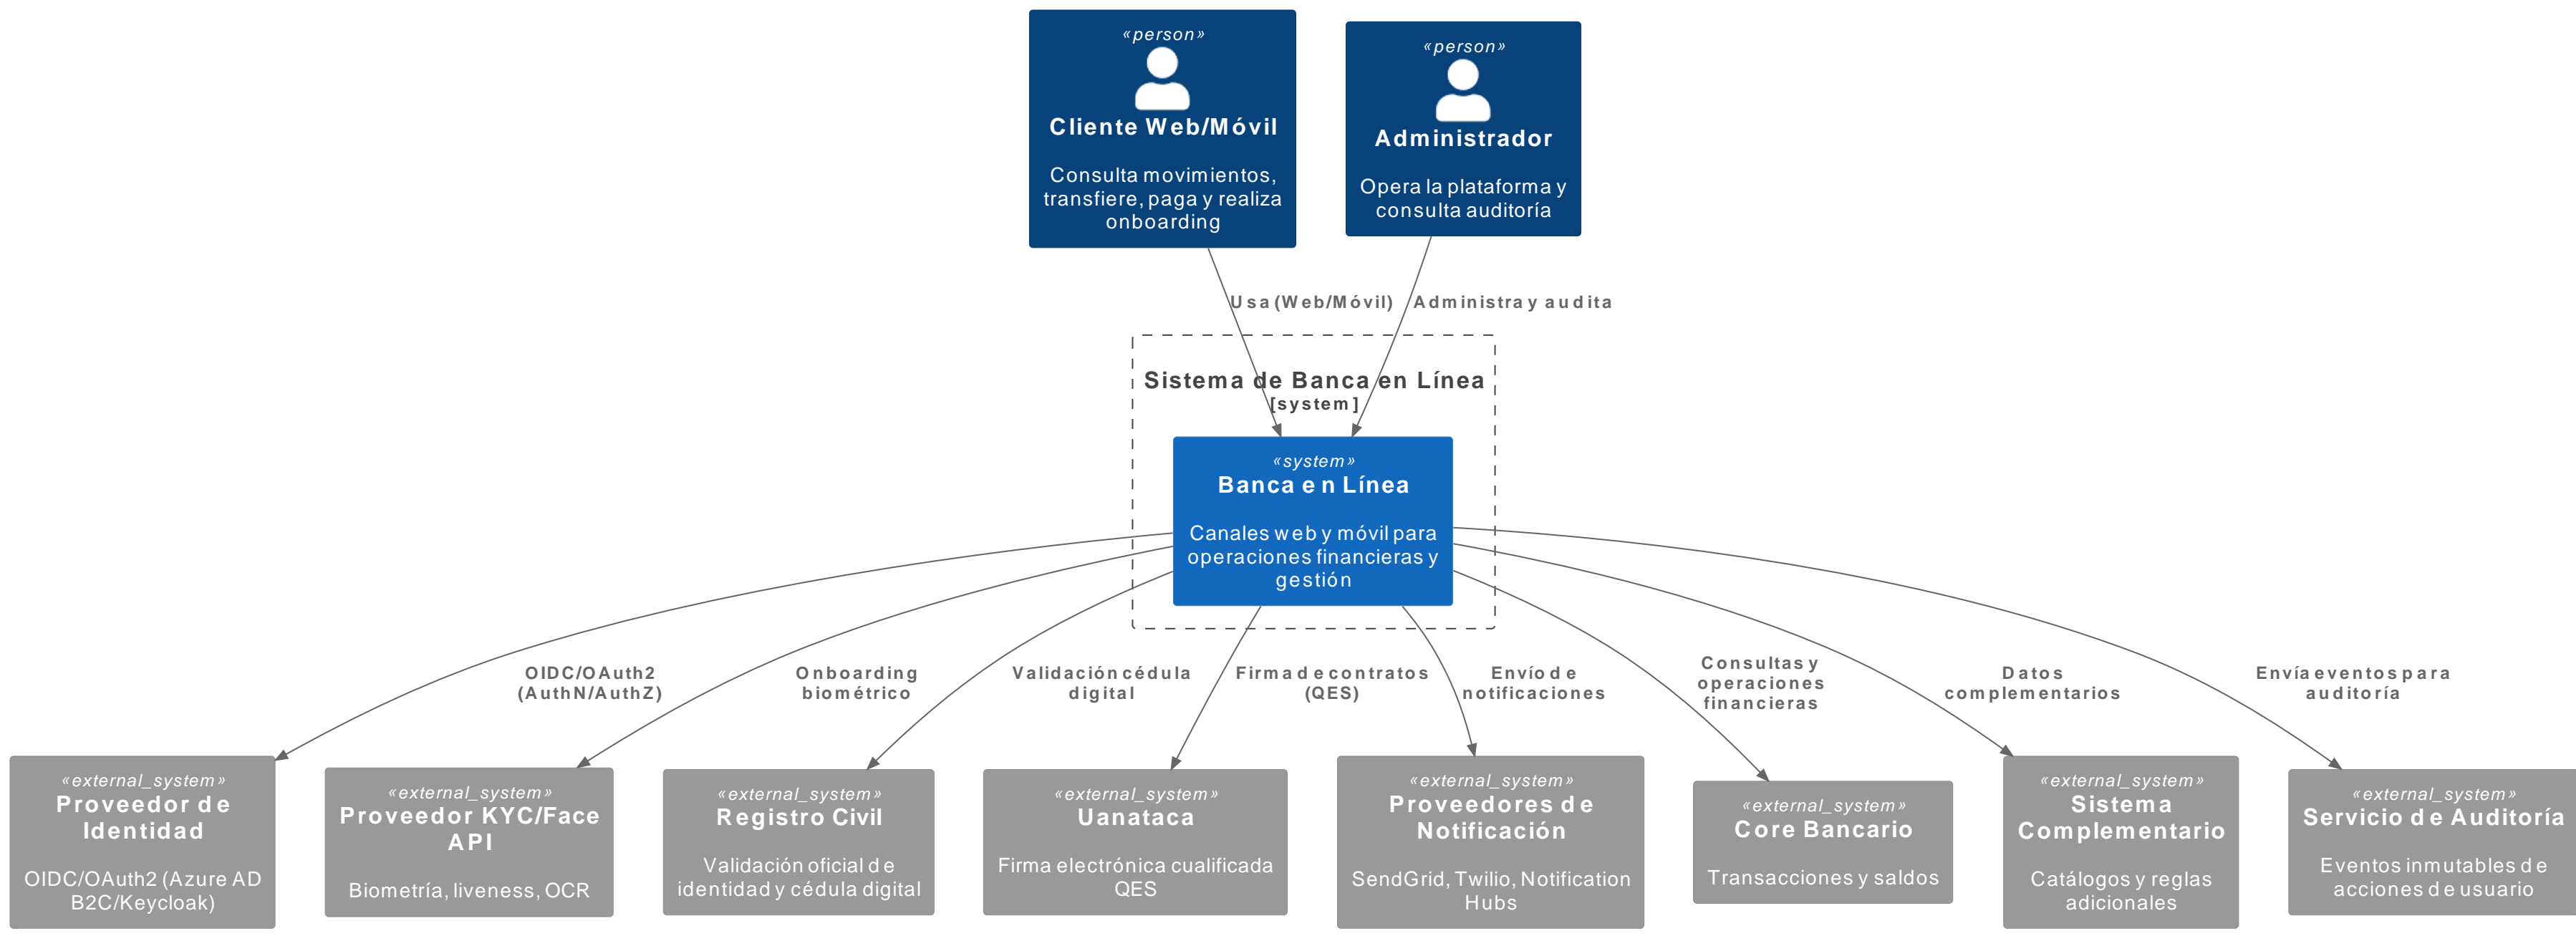 «person»
Cliente Web/Móvil
Consulta movimientos,
transfiere, paga y realiza
onboarding
«person»
Administrador
Opera la plataforma y
consulta auditoría
Usa (Web/Móvil)
Administra y audita
Sistema de Banca en Línea
[system]
«system»
Banca en Línea
Canales web y móvil para
operaciones financieras y
gestión
OIDC/OAuth2
(AuthN/AuthZ)
Onboarding
biométrico
Validación cédula
digital
Firma de contratos
(QES)
Envío de
notificaciones
Consultas y
operaciones
financieras
Datos
complementarios
Envía eventos para
auditoría
«external_system»
Proveedor de
Identidad
OIDC/OAuth2 (Azure AD
B2C/Keycloak)
«external_system»
Proveedor KYC/Face
API
Biometría, liveness, OCR
«external_system»
Registro Civil
Validación oficial de
identidad y cédula digital
«external_system»
Uanataca
Firma electrónica cualificada
QES
«external_system»
Proveedores de
Notificación
SendGrid, Twilio, Notification
Hubs
«external_system»
Core Bancario
Transacciones y saldos
«external_system»
Sistema
Complementario
Catálogos y reglas
adicionales
«external_system»
Servicio de Auditoría
Eventos inmutables de
acciones de usuario